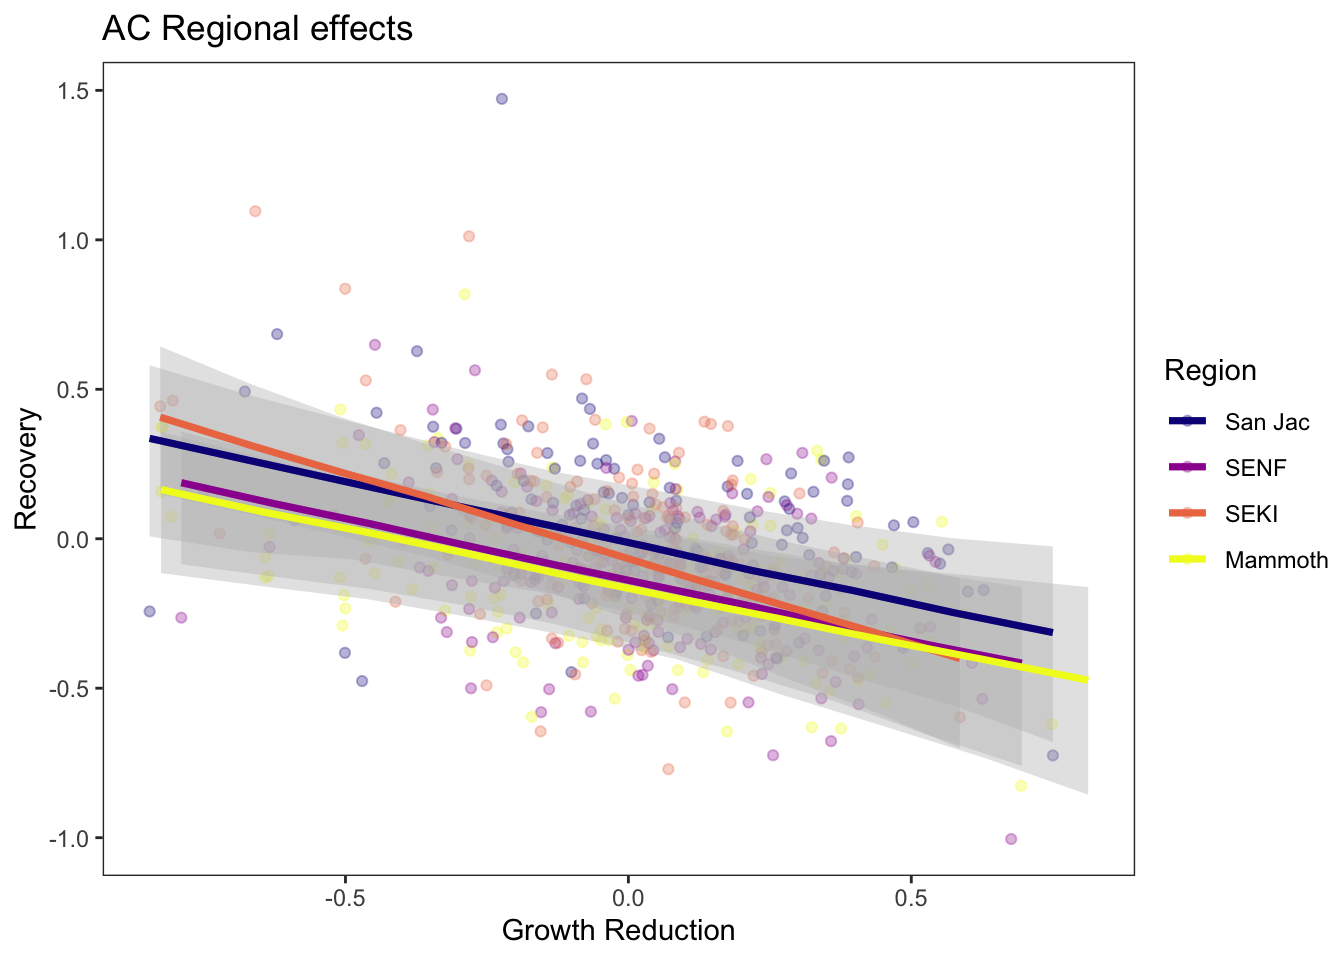 AC Regional effects
1.5
1.0
0.5
0.0
-0.5
-1.0
Recovery
-0.5
0.0
0.5
Growth Reduction
Region
San Jac
SENF
SEKI
Mammoth